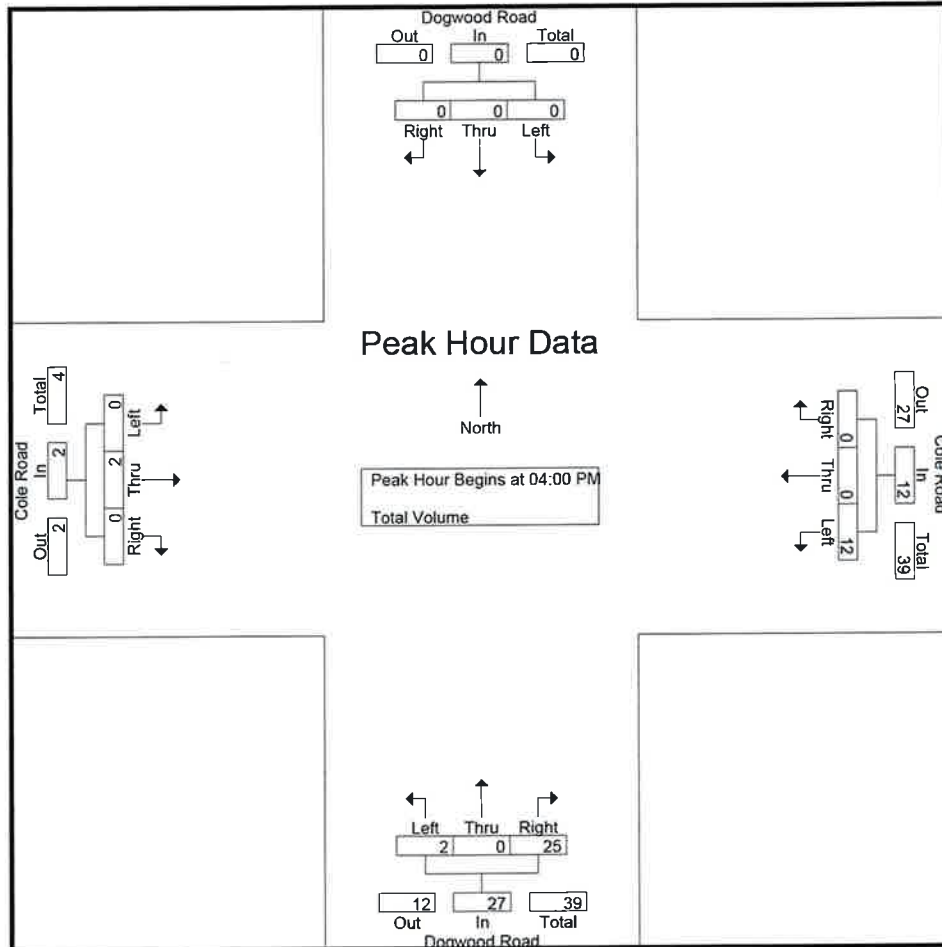 Dogwood Road
Out In Total
0 0 0
0 0 0
Right Thru Left
Peak Hour Data
North
Peak Hour Begins at 04:00 PM
Total Volume
Cole Road
Total In Out
4 2 2
0 2 0
Left Thru Right
Cole Road
Out In Total
27 12 39
0 0 12
Right Thru Left
Left Thru Right
2 0 25
12 27 39
Out In Total
Dogwood Road